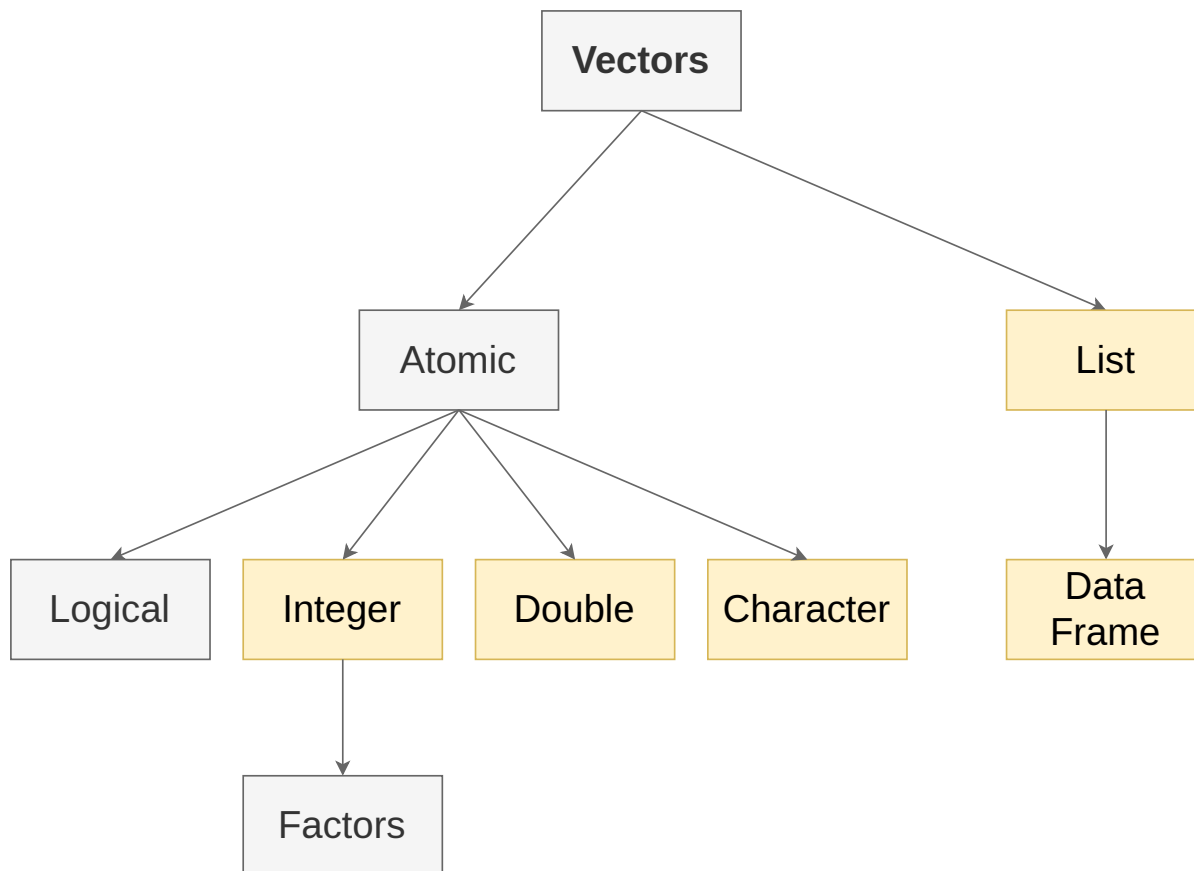 Vectors
Atomic
List
Logical
Integer
Double
Character
Data
Frame
Factors